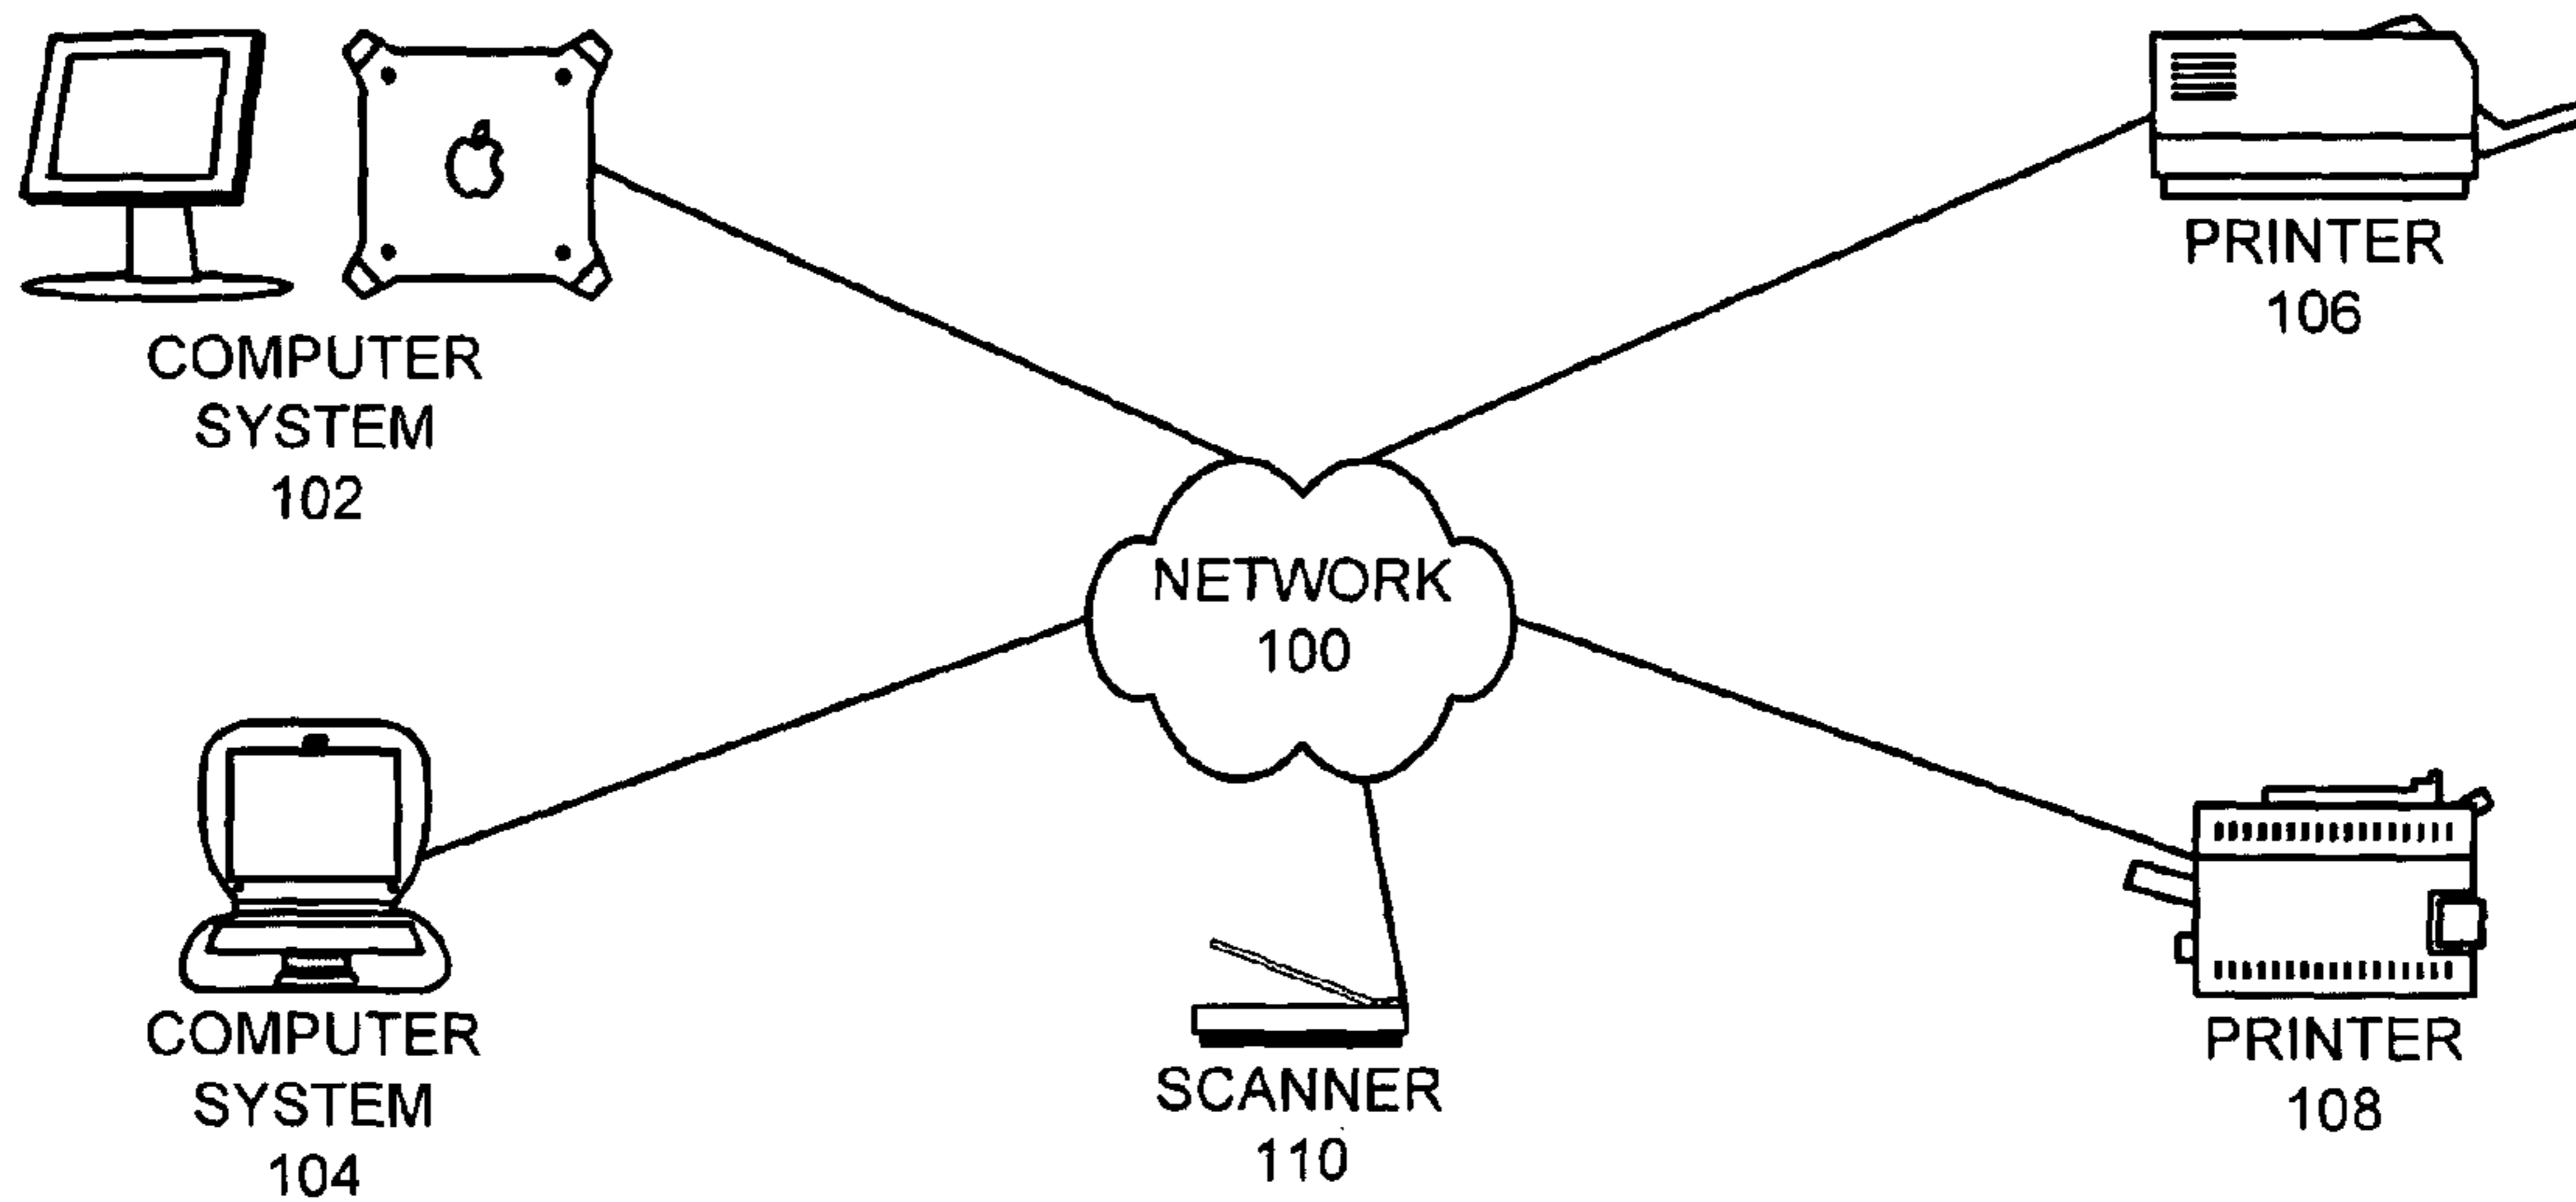 COMPUTER
SYSTEM
102
PRINTER
106
NETWORK
100
COMPUTER
SYSTEM
104
SCANNER
110
PRINTER
108